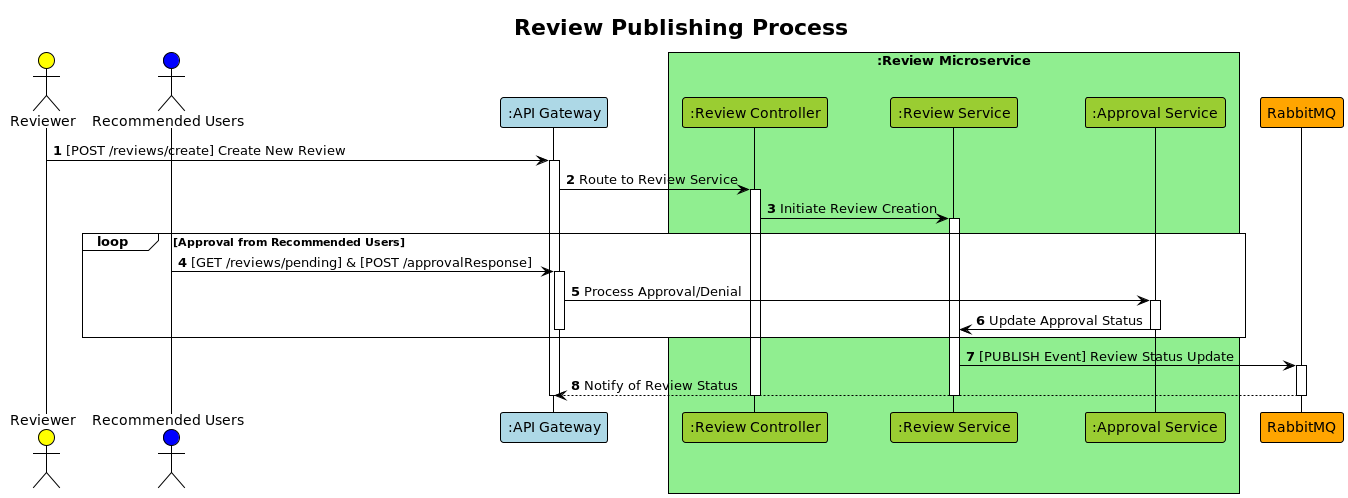 Review Publishing Process
:Review Microservice
Reviewer
Recommended Users
:API Gateway
:Review Controller
:Review Service
:Approval Service
RabbitMQ
1 [POST /reviews/create] Create New Review
2 Route to Review Service
3 Initiate Review Creation
loop [Approval from Recommended Users]
4 [GET /reviews/pending] & [POST /approvalResponse]
5 Process Approval/Denial
6 Update Approval Status
7 [PUBLISH Event] Review Status Update
8 Notify of Review Status
Reviewer
Recommended Users
:API Gateway
:Review Controller
:Review Service
:Approval Service
RabbitMQ